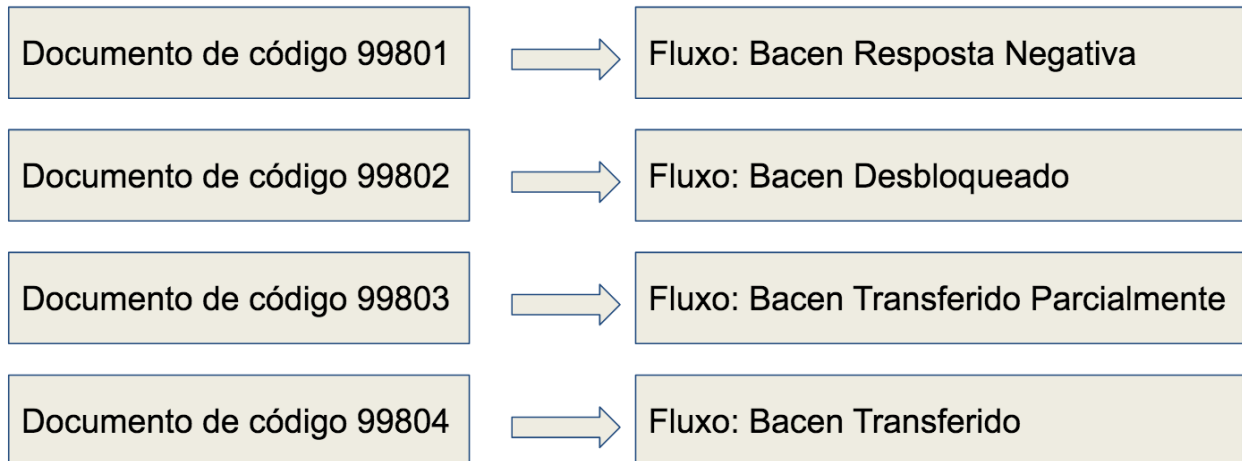 Documento de código 99801
Fluxo: Bacen Resposta Negativa
Documento de código 99802
Fluxo: Bacen Desbloqueado
Documento de código 99803
Fluxo: Bacen Transferido Parcialmente
Documento de código 99804
Fluxo: Bacen Transferido